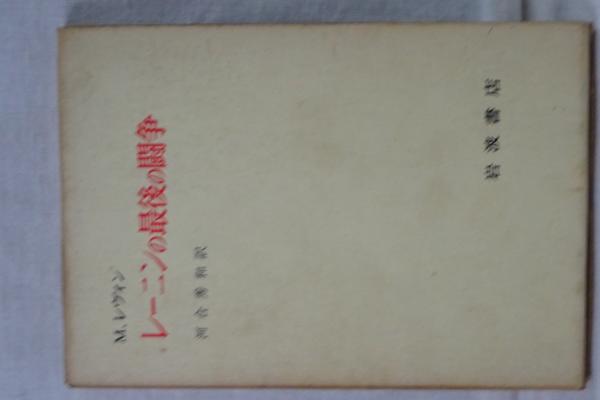 M.レヴィン
レーニンの最後の闘争
河合秀和訳
岩波書店